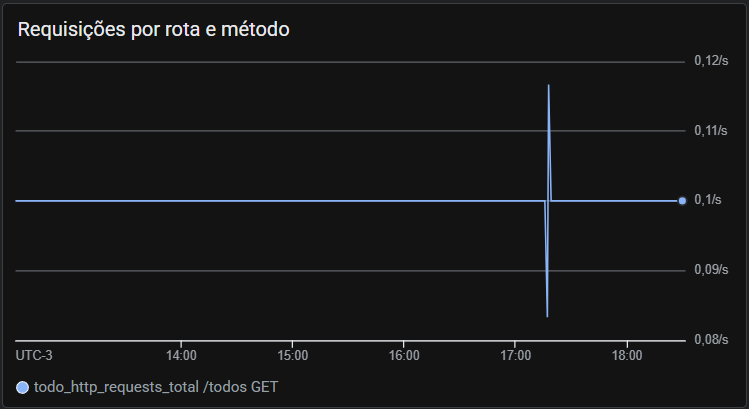 Requisições por rota e método
0,12/s
0,11/s
0,1/s
0,09/s
0,08/s
UTC-3 14:00 15:00 16:00 17:00 18:00
todo_http_requests_total /todos GET